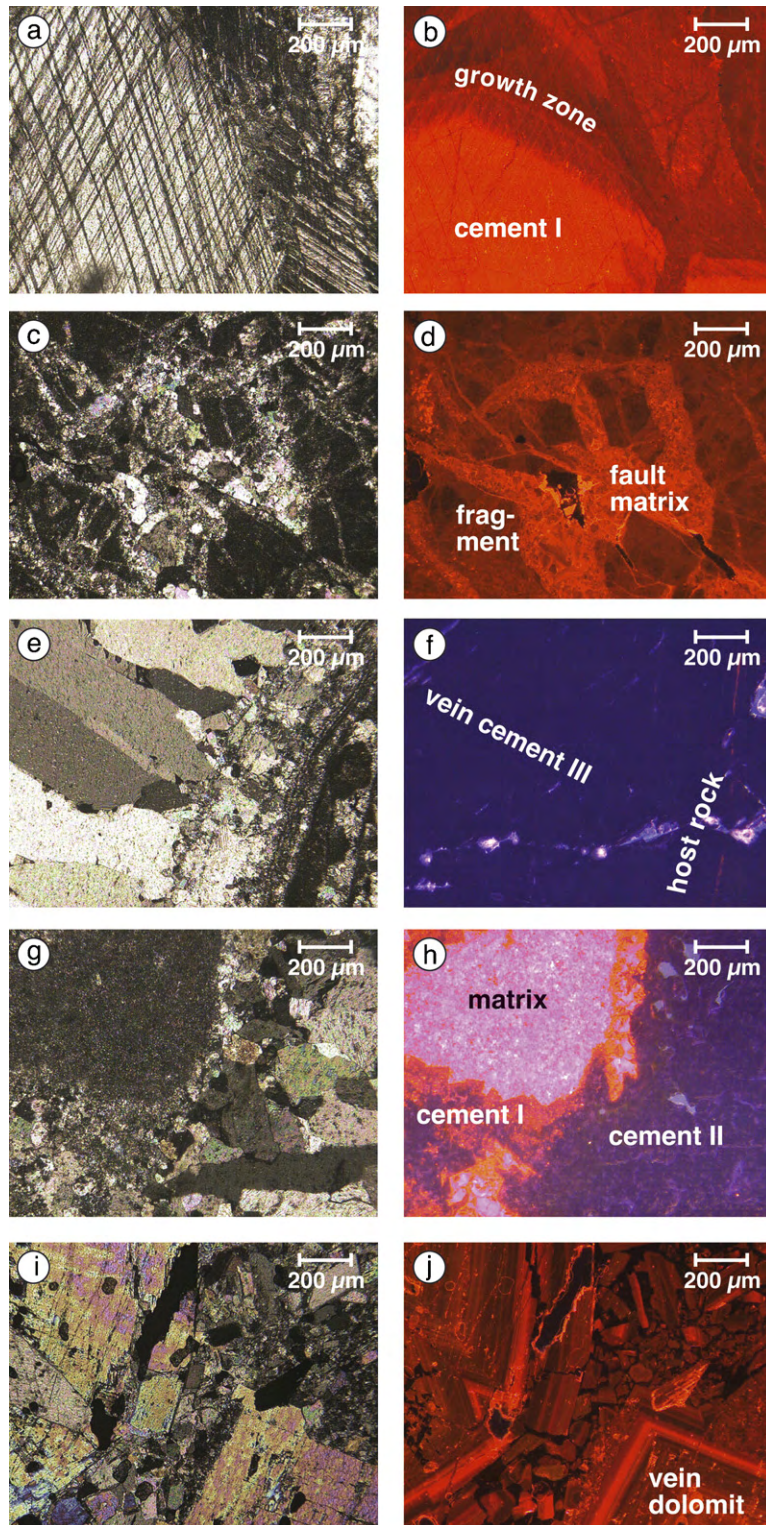 a
200 µm
b
200 µm
growth zone
cement I
c
200 µm
d
200 µm
fault
matrix
frag-
ment
e
200 µm
f
200 µm
vein cement III
host rock
g
200 µm
h
200 µm
matrix
cement I
cement II
i
200 µm
j
200 µm
vein
dolomit